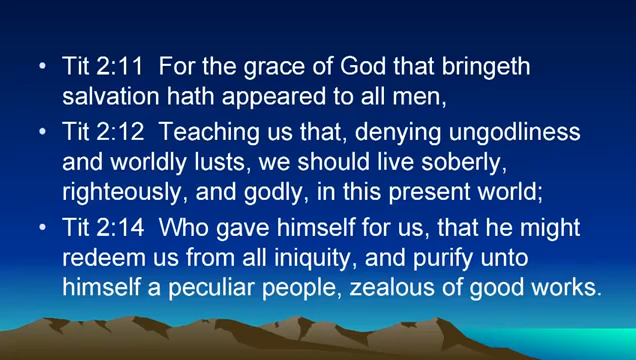 • Tit 2:11  For the grace of God that bringeth
salvation hath appeared to all men,
• Tit 2:12  Teaching us that, denying ungodliness
and worldly lusts, we should live soberly,
righteously, and godly, in this present world;
• Tit 2:14  Who gave himself for us, that he might
redeem us from all iniquity, and purify unto
himself a peculiar people, zealous of good works.